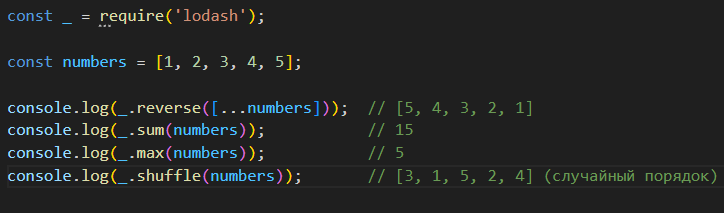 const _ = require('lodash');
const numbers = [1, 2, 3, 4, 5];
console.log(_.reverse([...numbers]));  // [5, 4, 3, 2, 1]
console.log(_.sum(numbers));           // 15
console.log(_.max(numbers));           // 5
console.log(_.shuffle(numbers));       // [3, 1, 5, 2, 4] (случайный порядок)